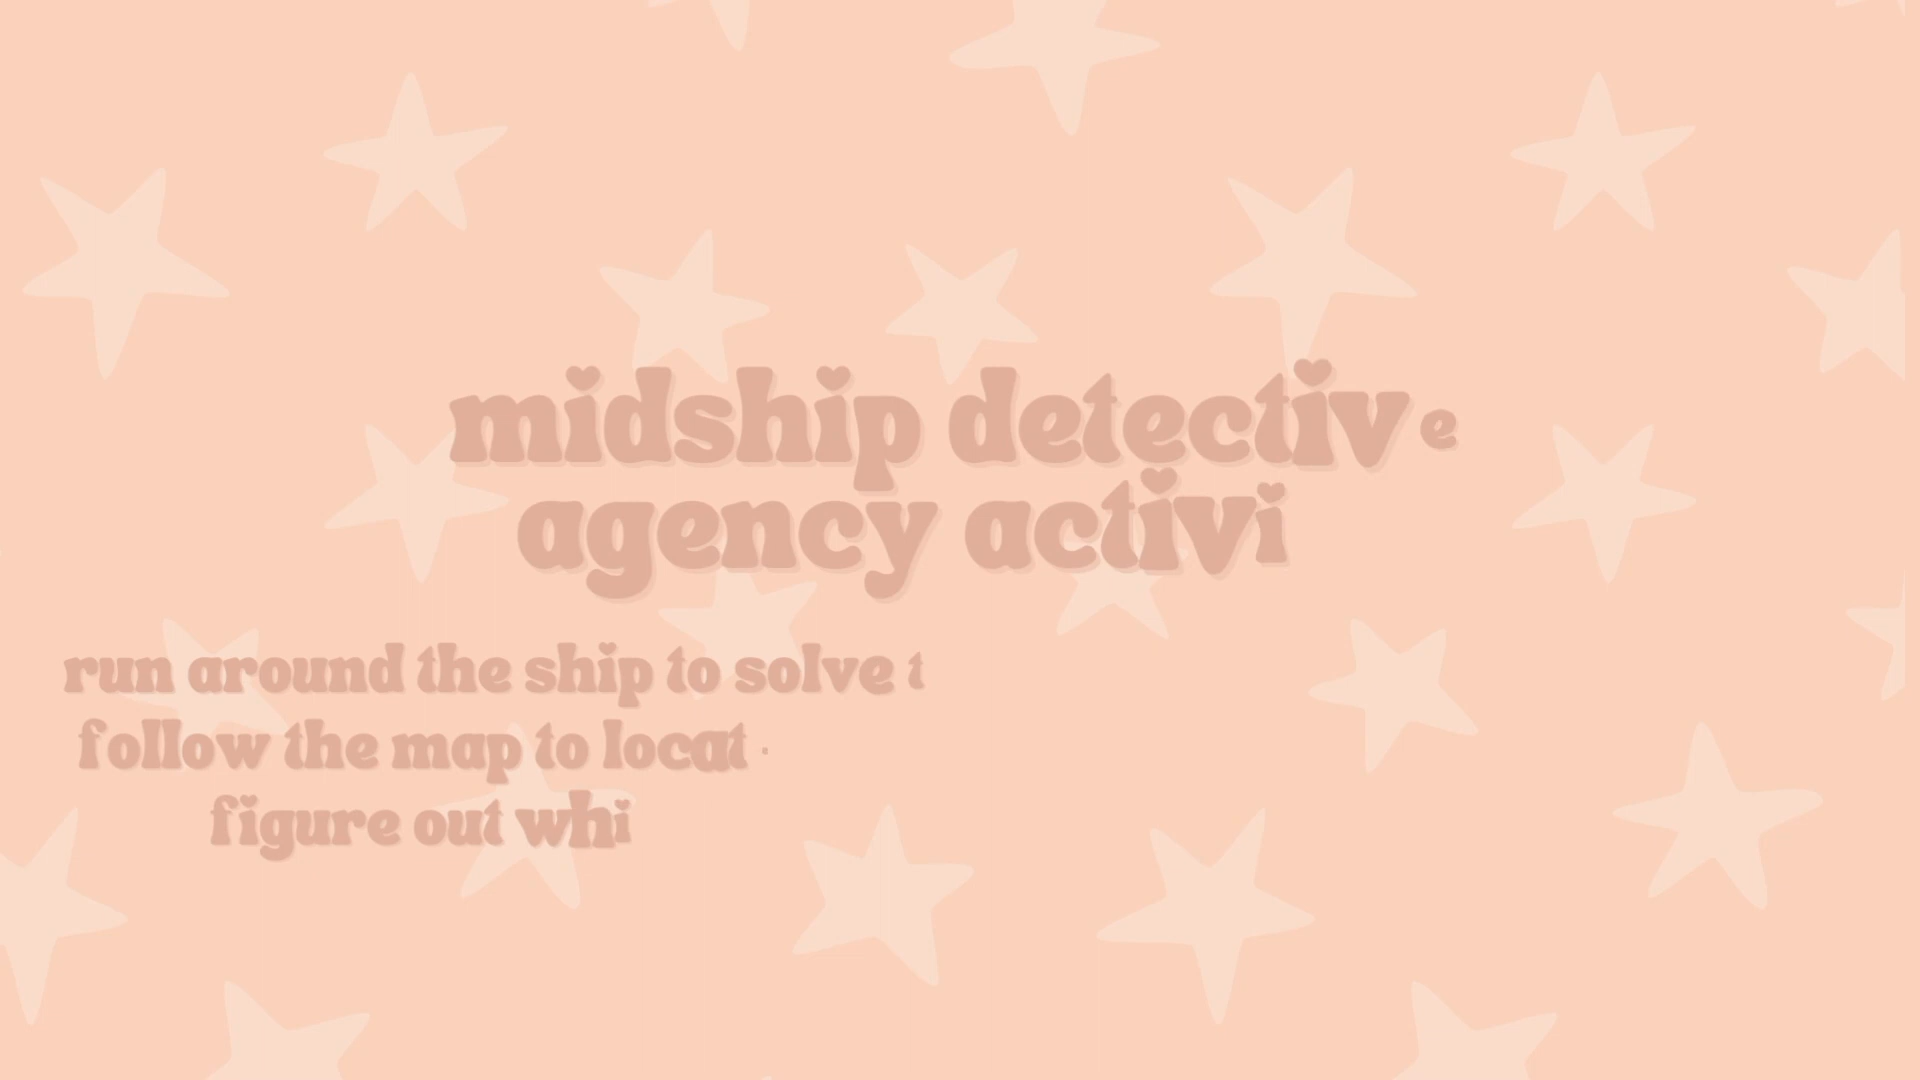 midship detective
agency activi
run around the ship to solve t
follow the map to locat
figure out whi